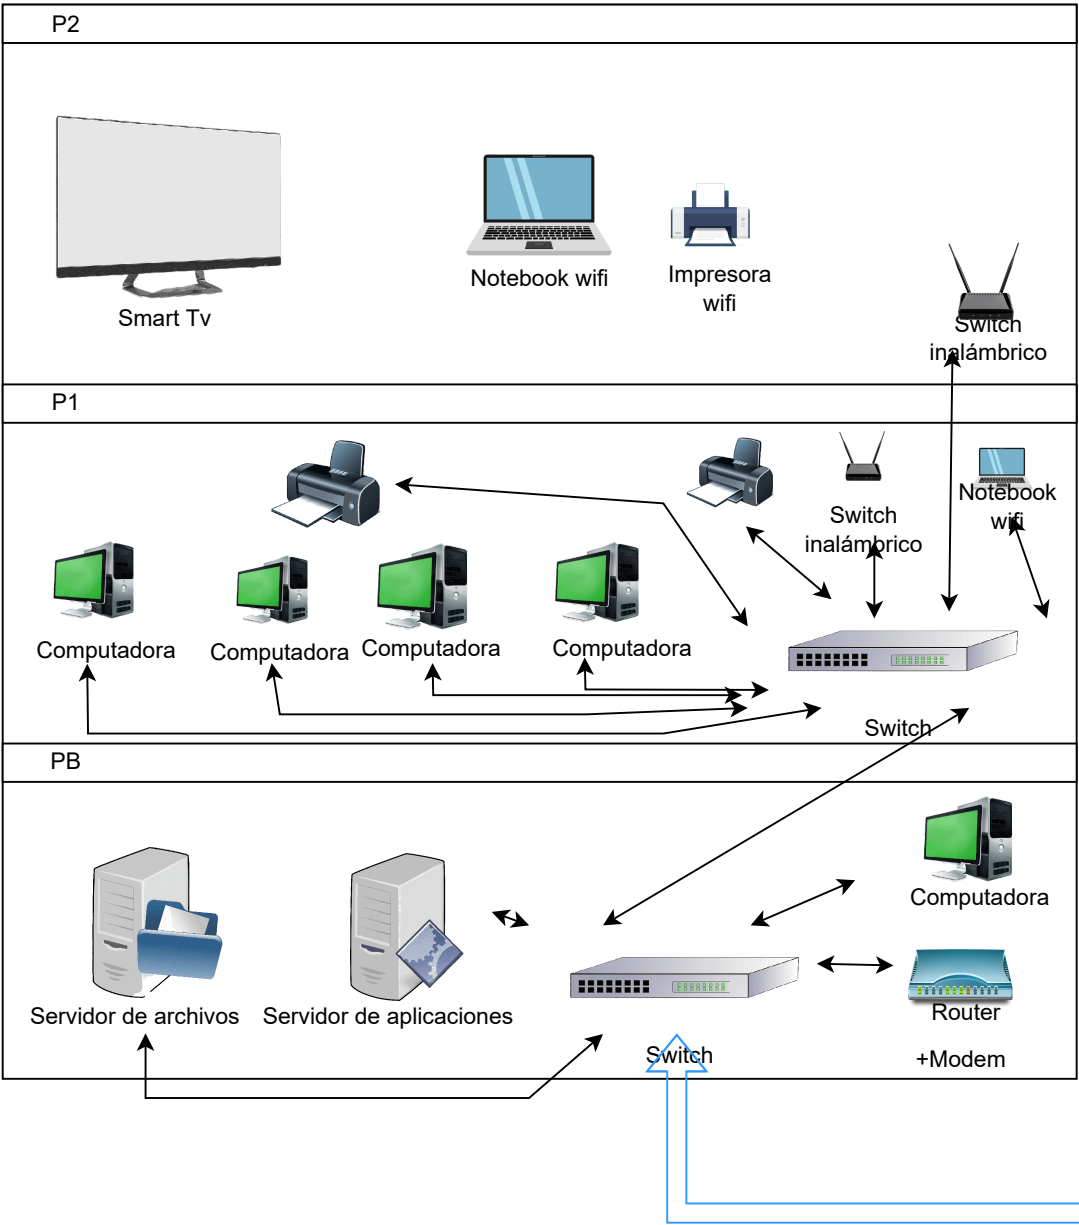 P2
Smart Tv
Notebook wifi
Impresora
wifi
Switch
inalámbrico
P1
Notebook
wifi
Switch
inalámbrico
Computadora
Computadora
Computadora
Computadora
Switch
PB
Computadora
Servidor de archivos
Servidor de aplicaciones
Router
Switch
+Modem